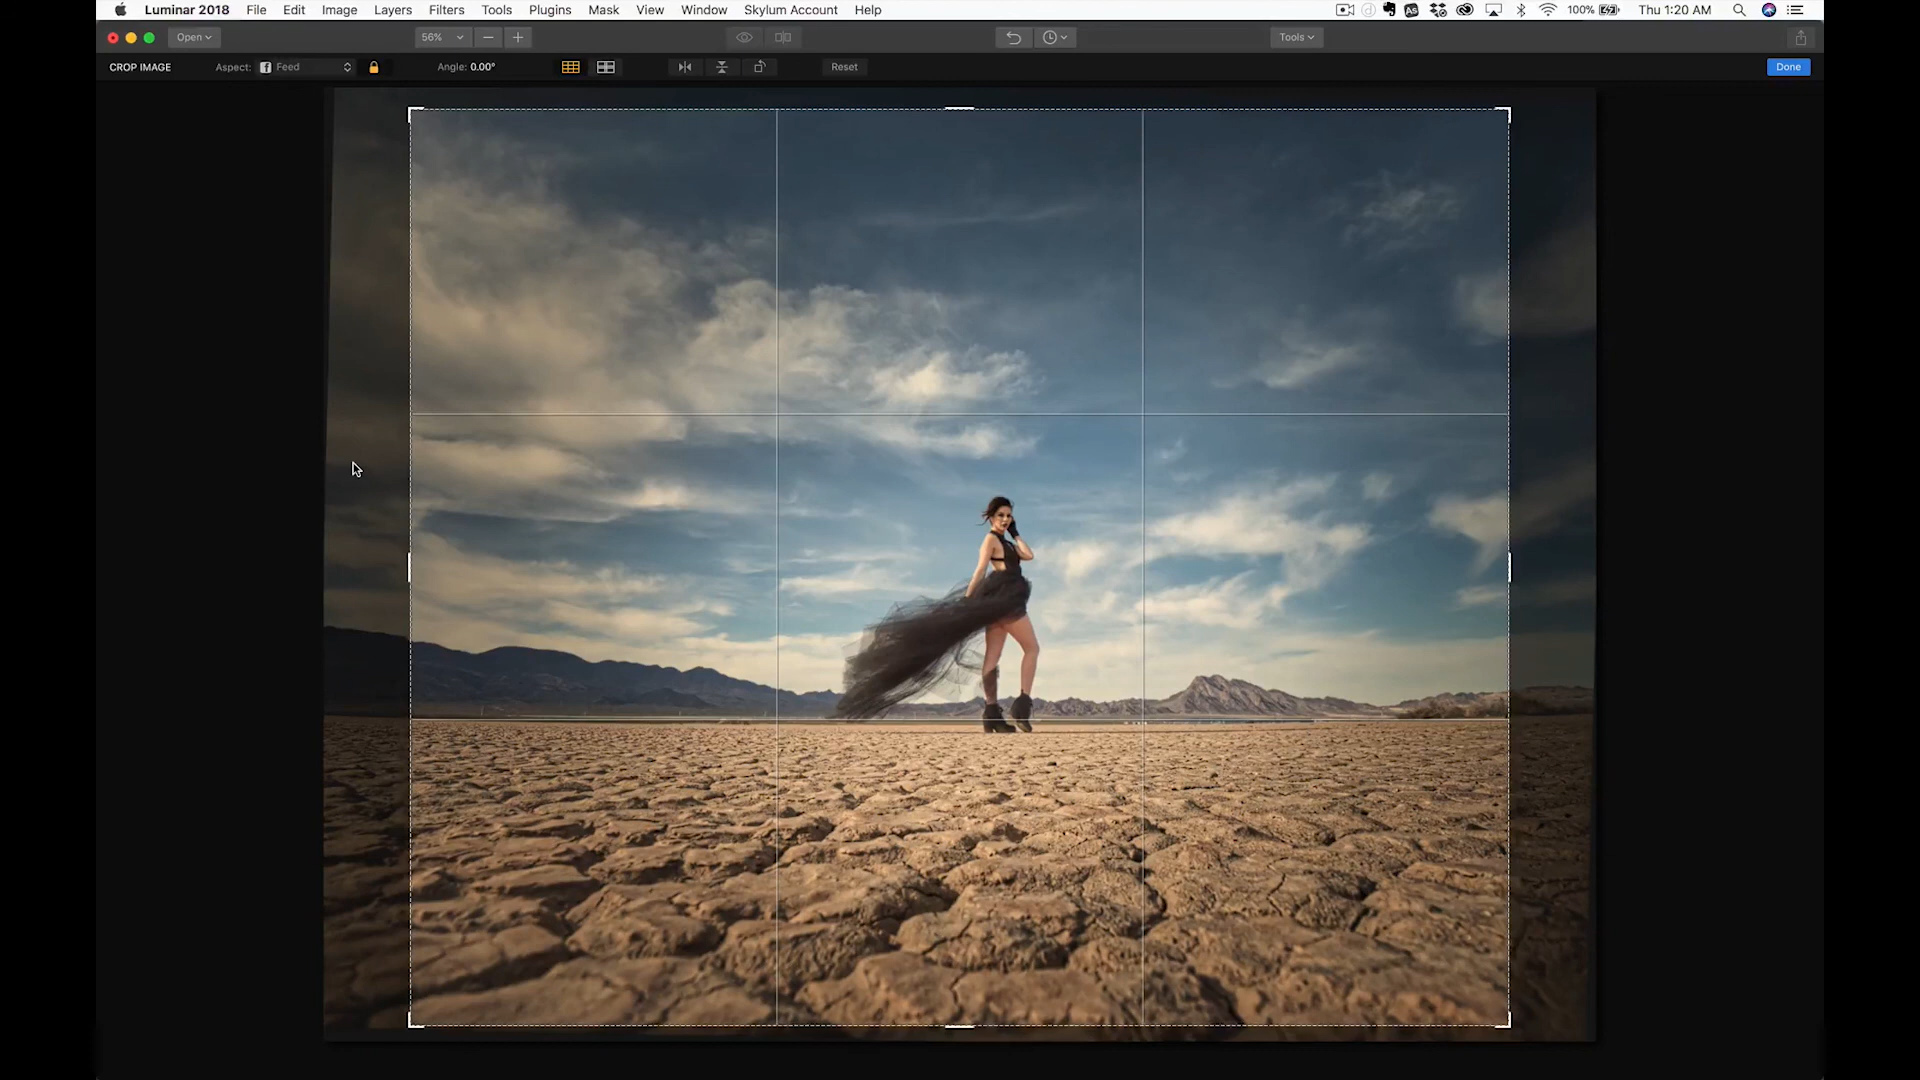 Luminar 2018 File Edit Image Layers Filters Tools Plugins Mask View Window Skylum Account Help 100% Thu 1:20 AM
Open 56% Tools
CROP IMAGE Aspect: Feed Angle: 0.00° Reset Done